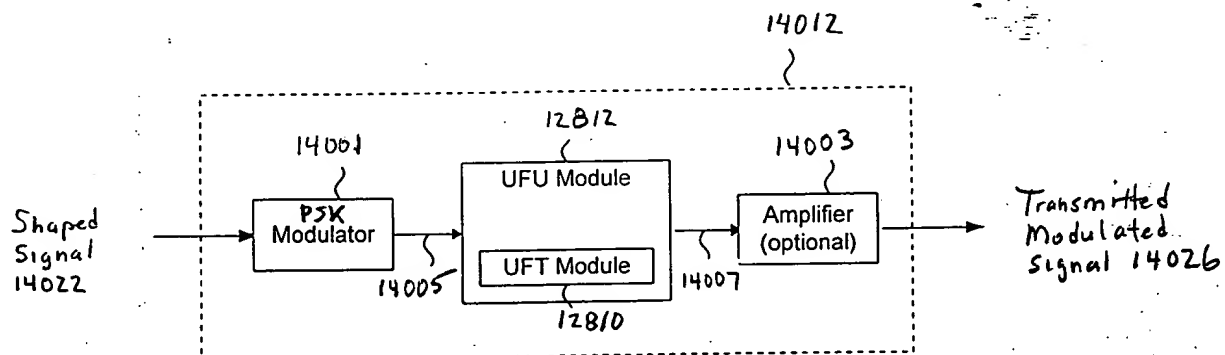 14012
12812
14001
14003
UFU Module
PSK
Modulator
Amplifier
(optional)
Shaped
Signal
14022
Transmitted
Modulated
Signal 14026
UFT Module
14005
14007
12810